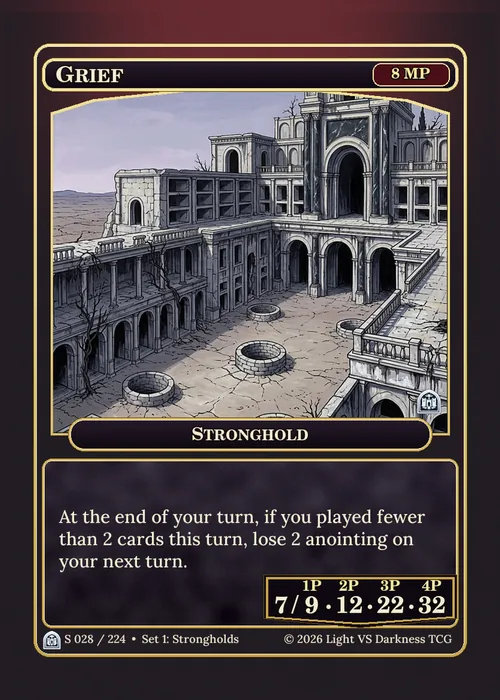 GRIEF
8 MP
STRONGHOLD
At the end of your turn, if you played fewer
than 2 cards this turn, lose 2 anointing on
your next turn.
1P 2P 3P 4P
7/9 · 12 · 22 · 32
S 028 / 224 • Set 1: Strongholds © 2026 Light VS Darkness TCG